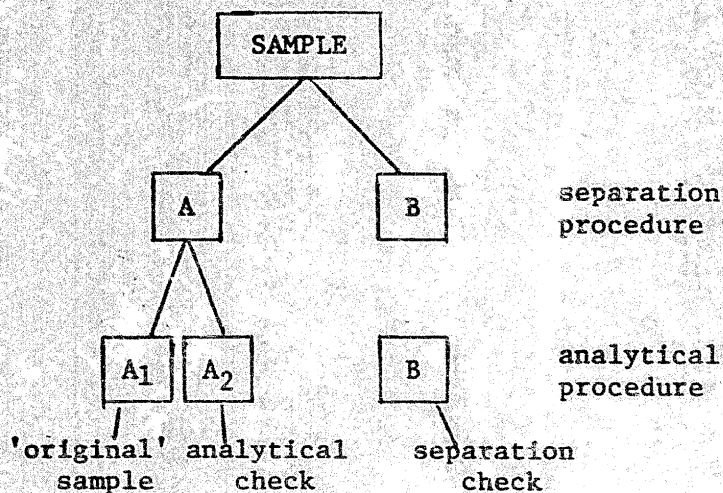 SAMPLE
A B separation
procedure
A1 A2 B analytical
procedure
'original' analytical separation
sample check check